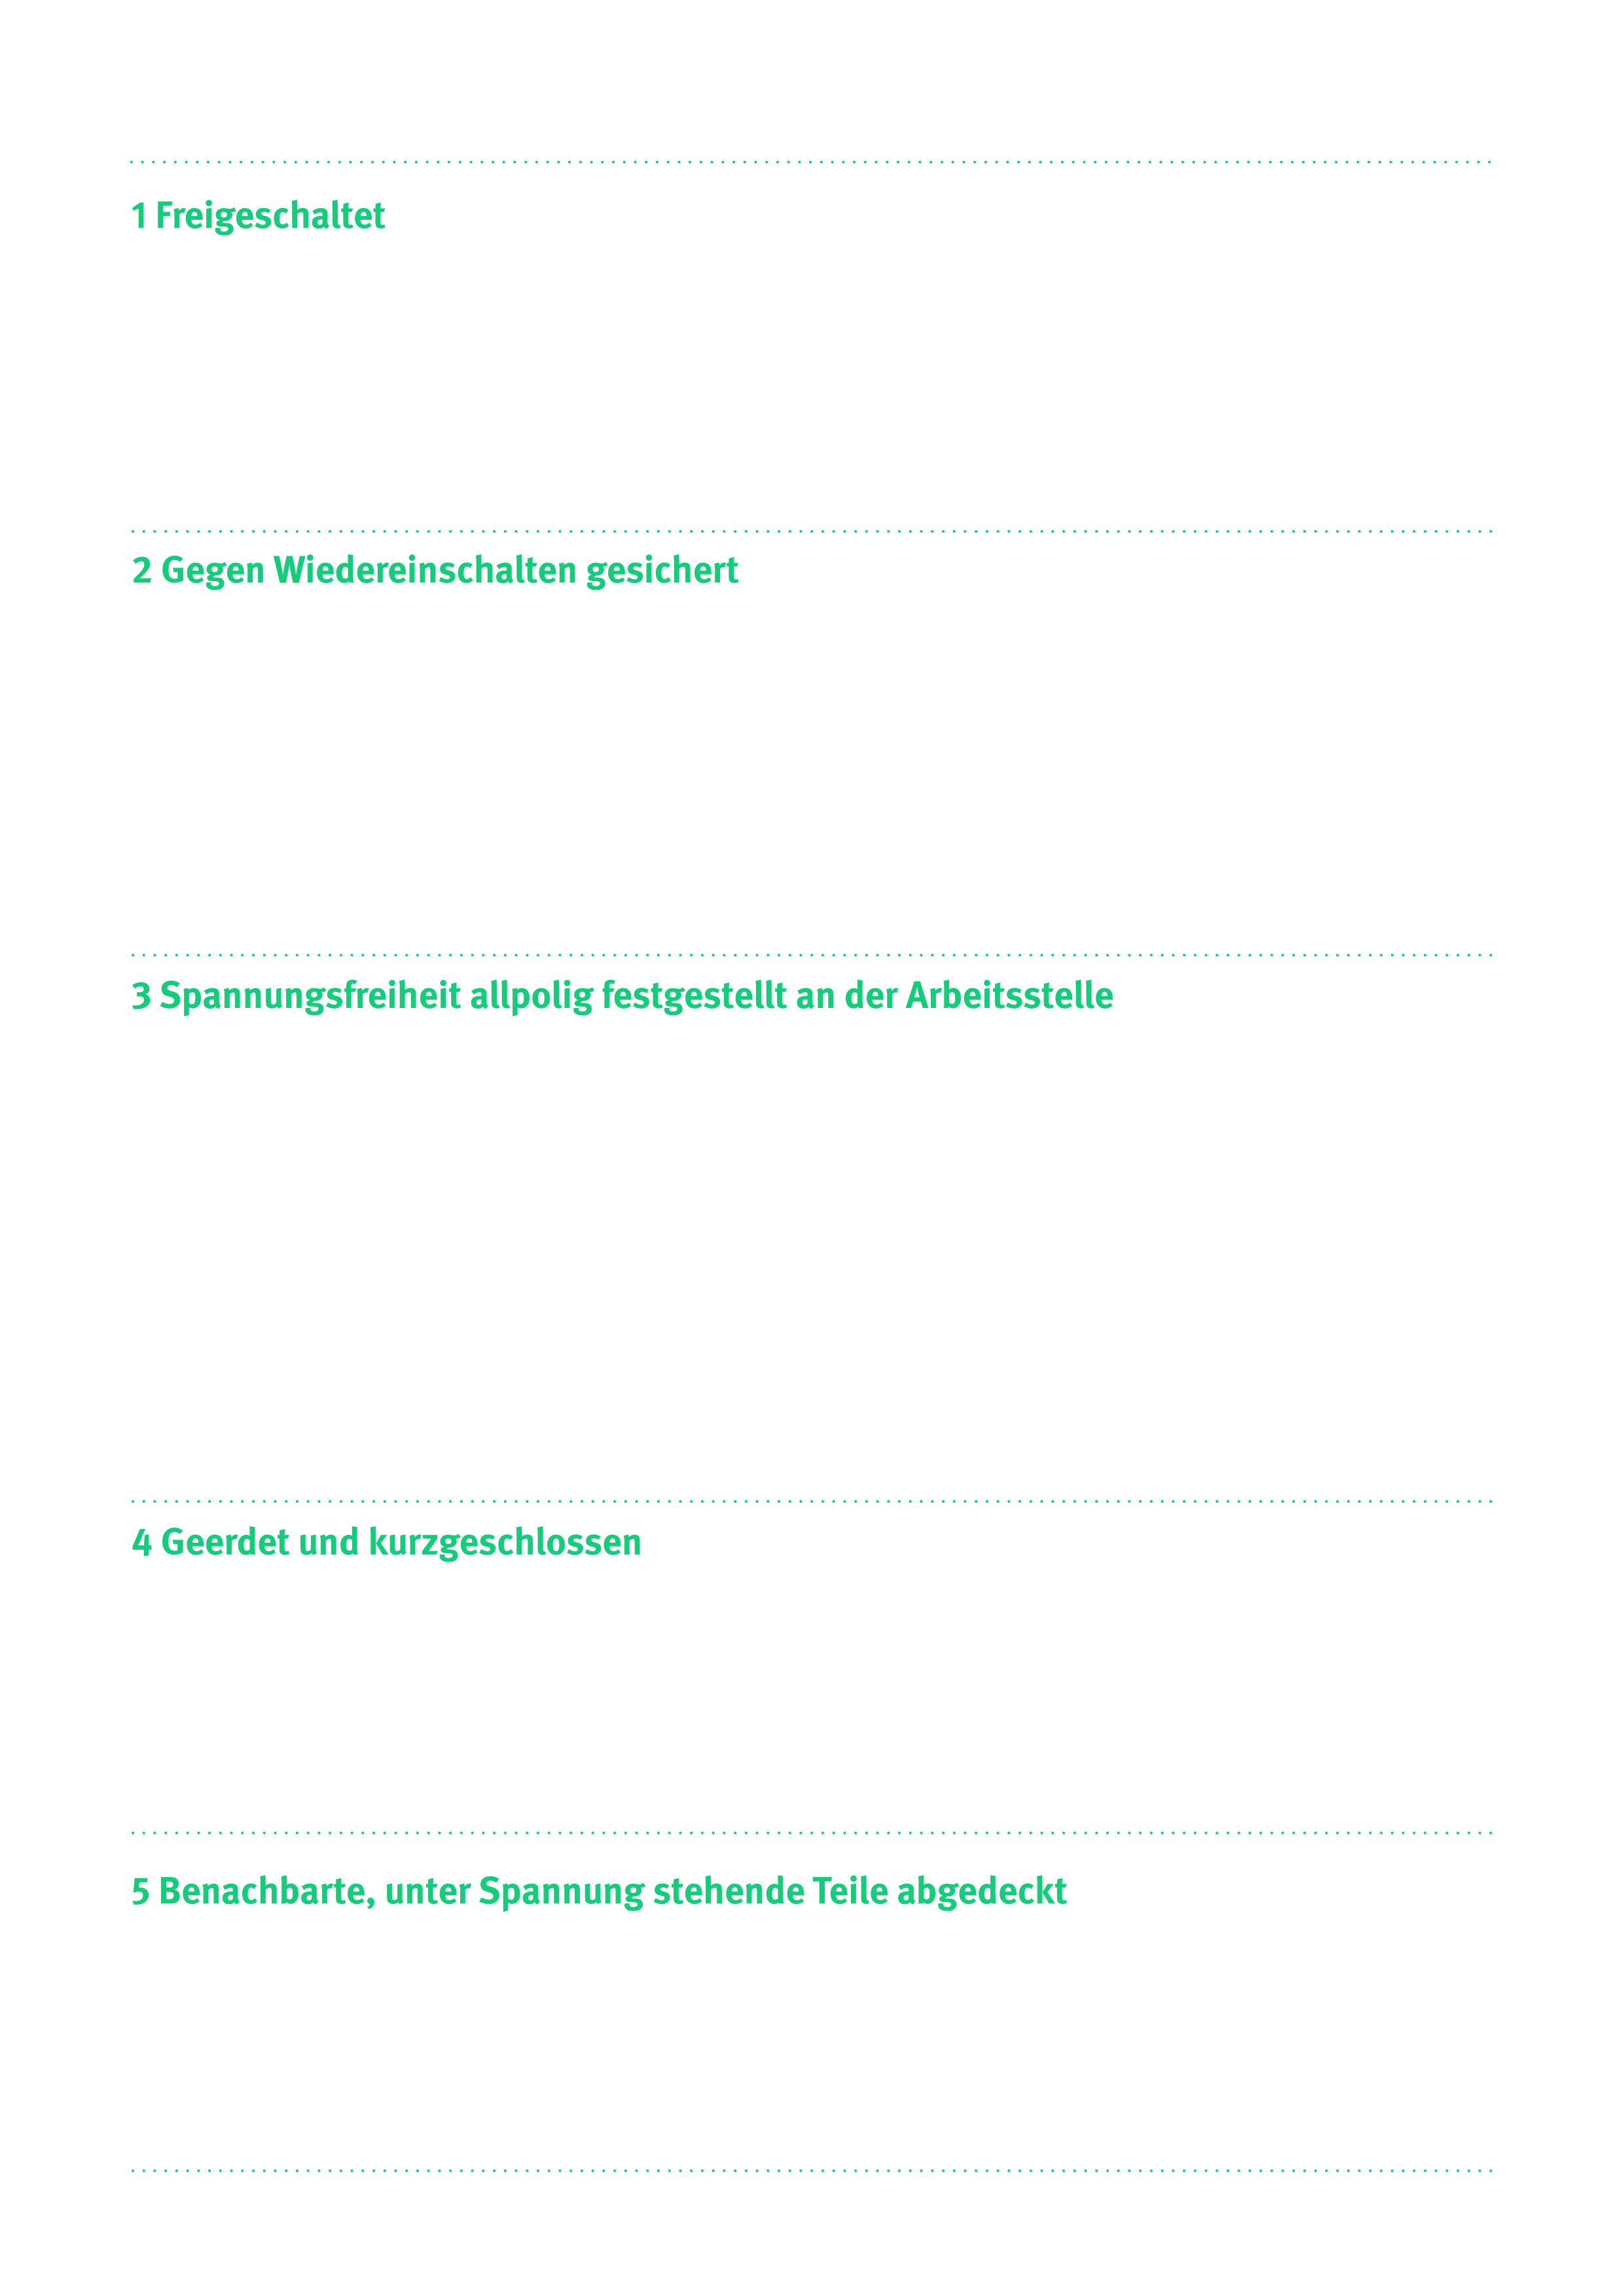 1 Freigeschaltet
2 Gegen Wiedereinschalten gesichert
3 Spannungsfreiheit allpolig festgestellt an der Arbeitsstelle
4 Geerdet und kurzgeschlossen
5 Benachbarte, unter Spannung stehende Teile abgedeckt